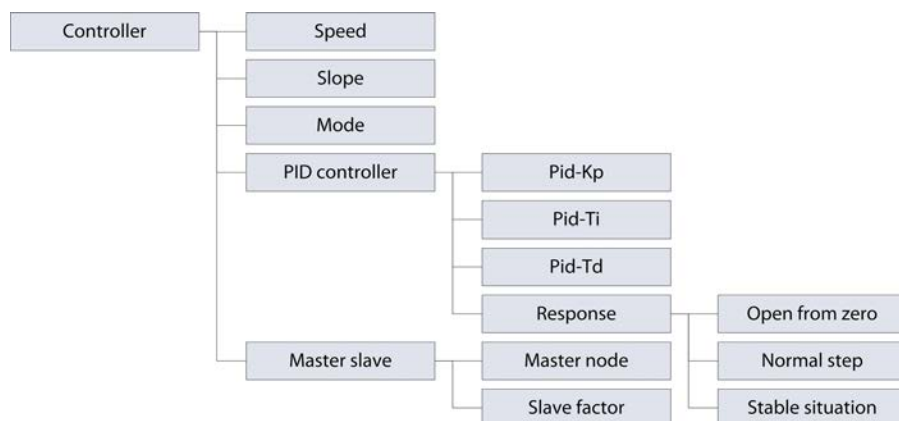 Controller
Speed
Slope
Mode
PID controller
Pid-Kp
Pid-Ti
Pid-Td
Response
Open from zero
Normal step
Stable situation
Master slave
Master node
Slave factor